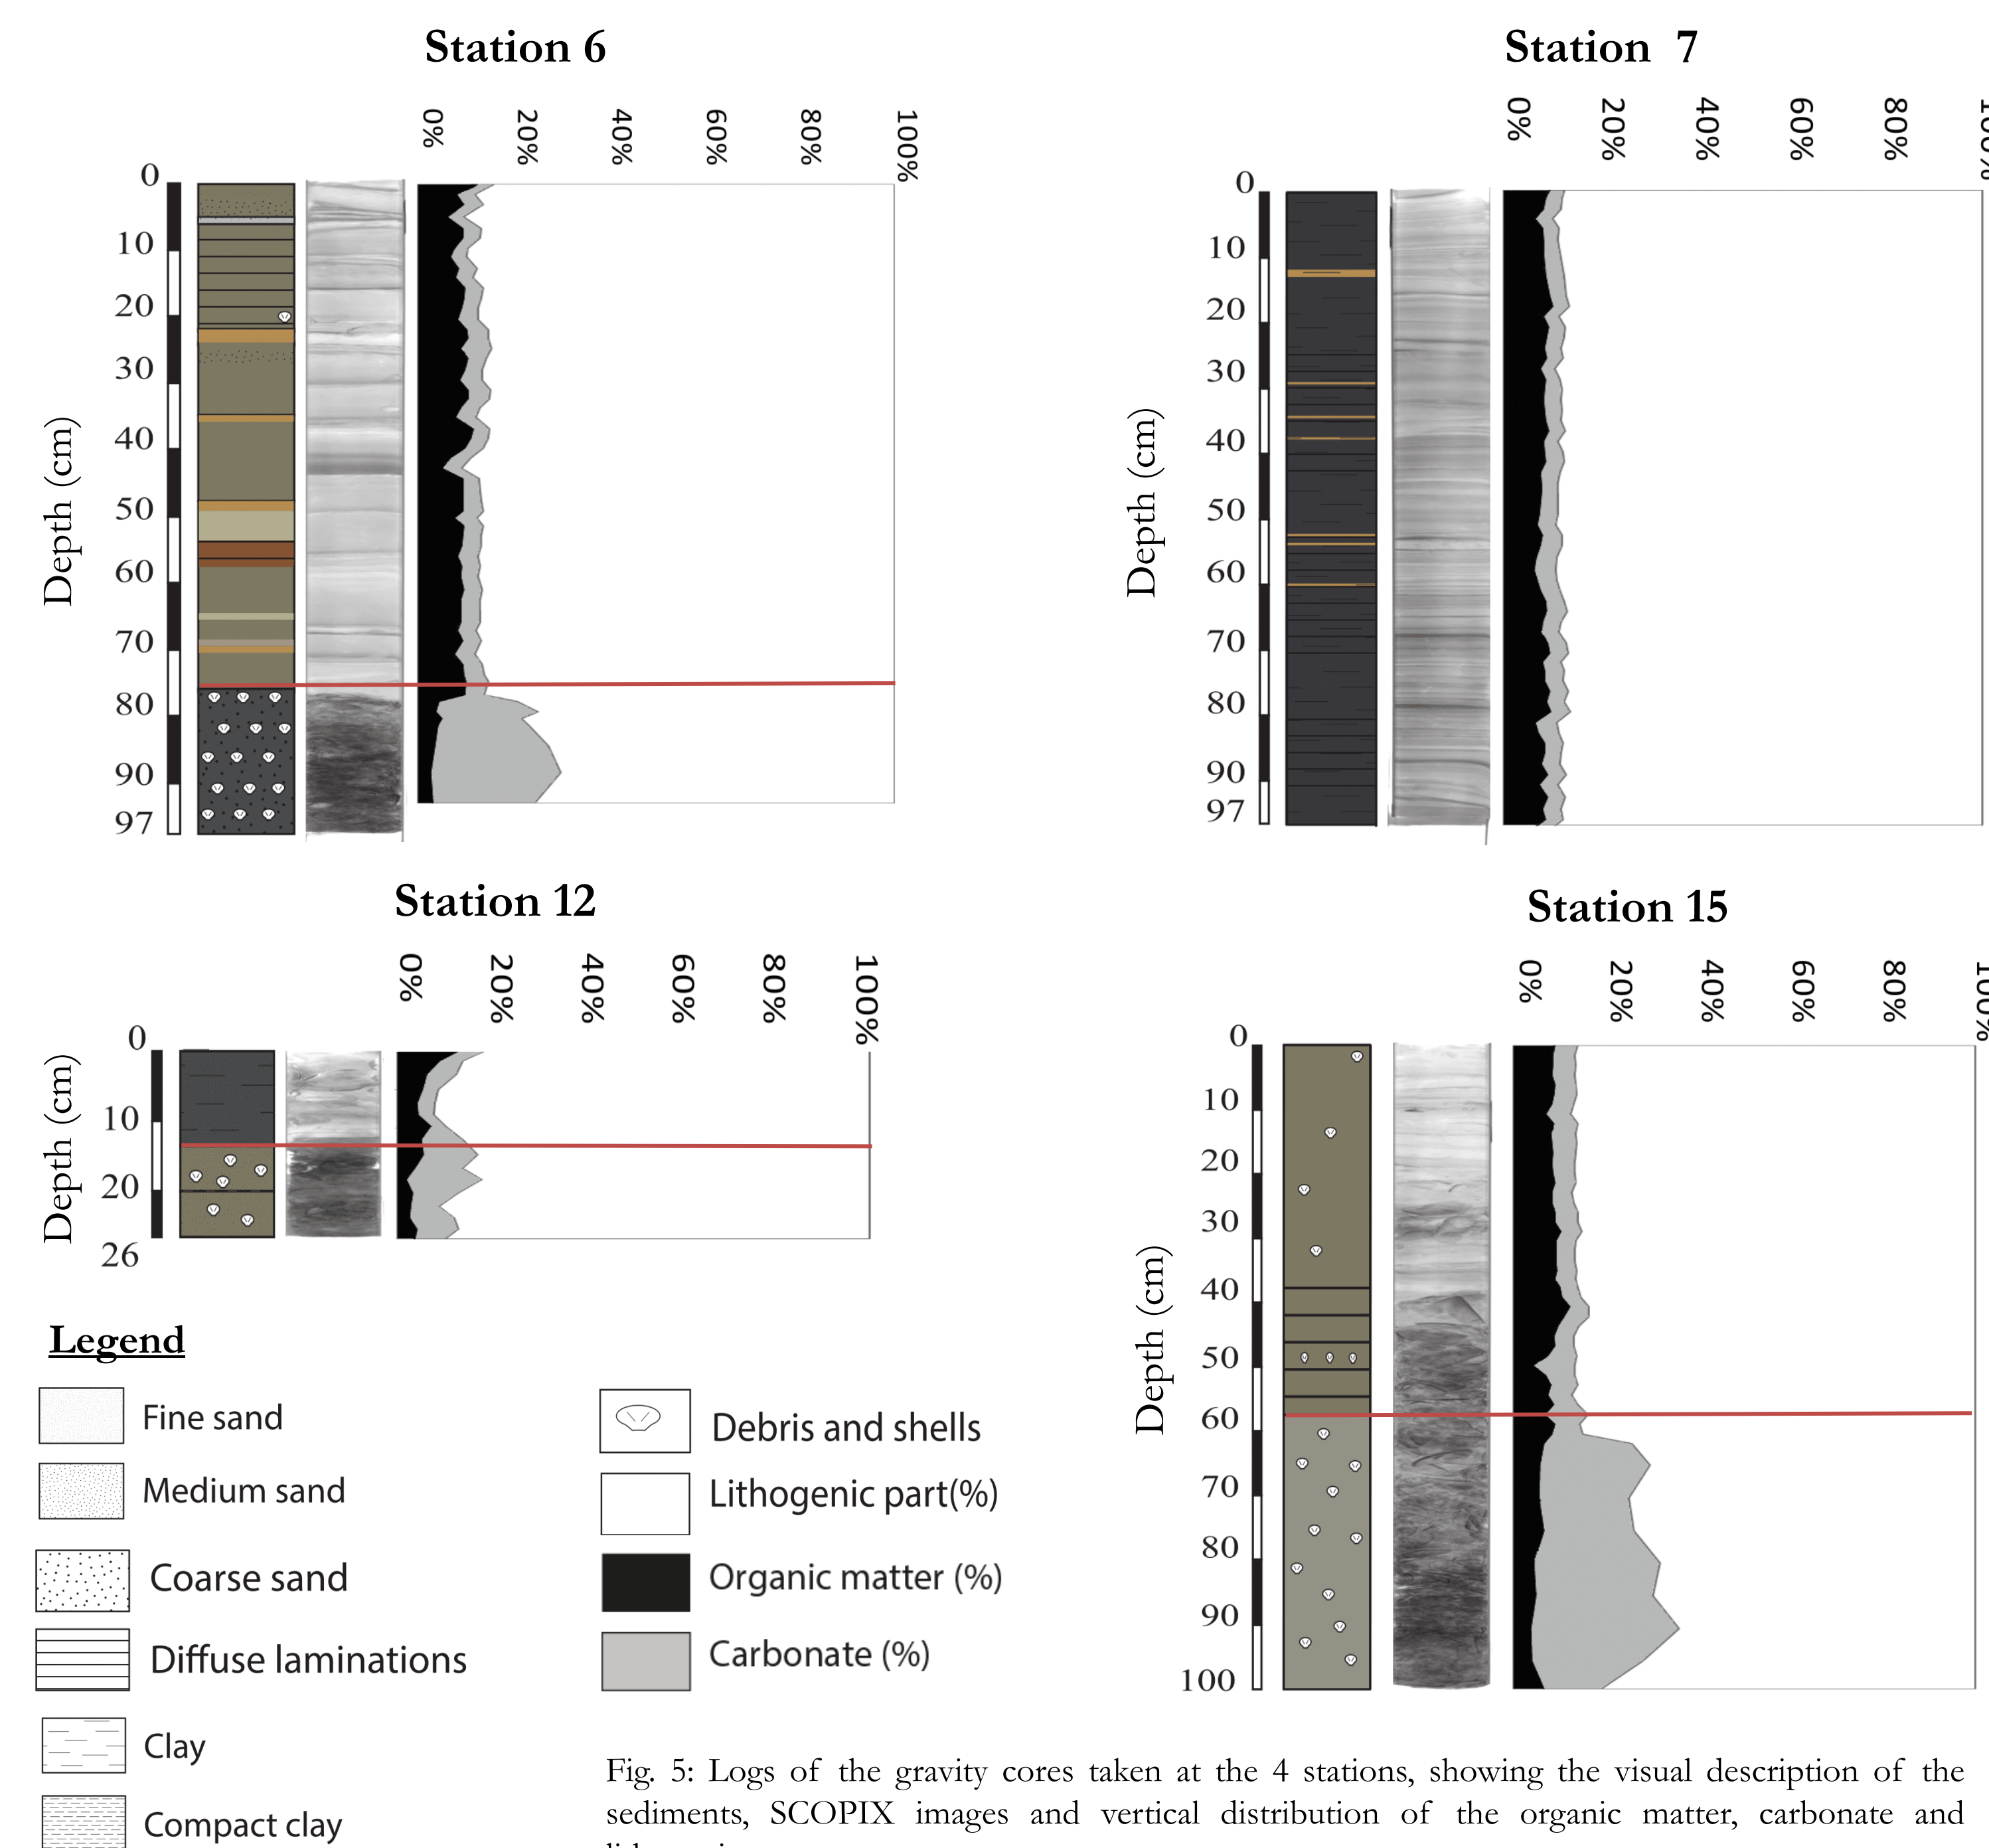 Station 6
0%
20%
40%
60%
80%
100%
Depth (cm)
0
10
20
30
40
50
60
70
80
90
97
Station 7
0%
20%
40%
60%
80%
100%
Depth (cm)
0
10
20
30
40
50
60
70
80
90
97
Station 12
0%
20%
40%
60%
80%
100%
Depth (cm)
0
10
20
26
Station 15
0%
20%
40%
60%
80%
100%
Depth (cm)
0
10
20
30
40
50
60
70
80
90
100
Legend
Fine sand
Medium sand
Coarse sand
Diffuse laminations
Clay
Compact clay
Debris and shells
Lithogenic part(%)
Organic matter (%)
Carbonate (%)
Fig. 5: Logs of the gravity cores taken at the 4 stations, showing the visual description of the
sediments, SCOPIX images and vertical distribution of the organic matter, carbonate and